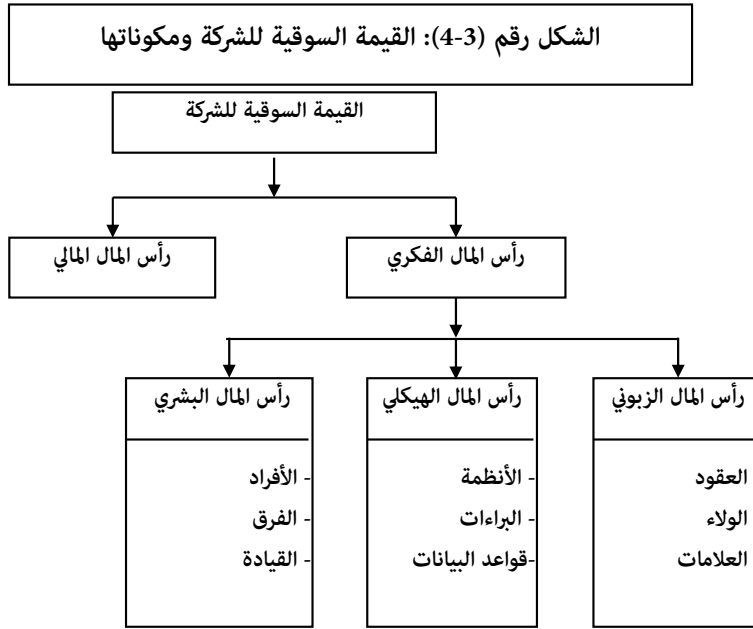 الشكل رقم (3-4): القيمة السوقية للشركة ومكوناتها
القيمة السوقية للشركة
رأس المال الفكري
رأس المال المالي
رأس المال الزبوني
العقود
الولاء
العلامات
رأس المال الهيكلي
- الأنظمة
- البراءات
-قواعد البيانات
رأس المال البشري
- الأفراد
- الفرق
- القيادة